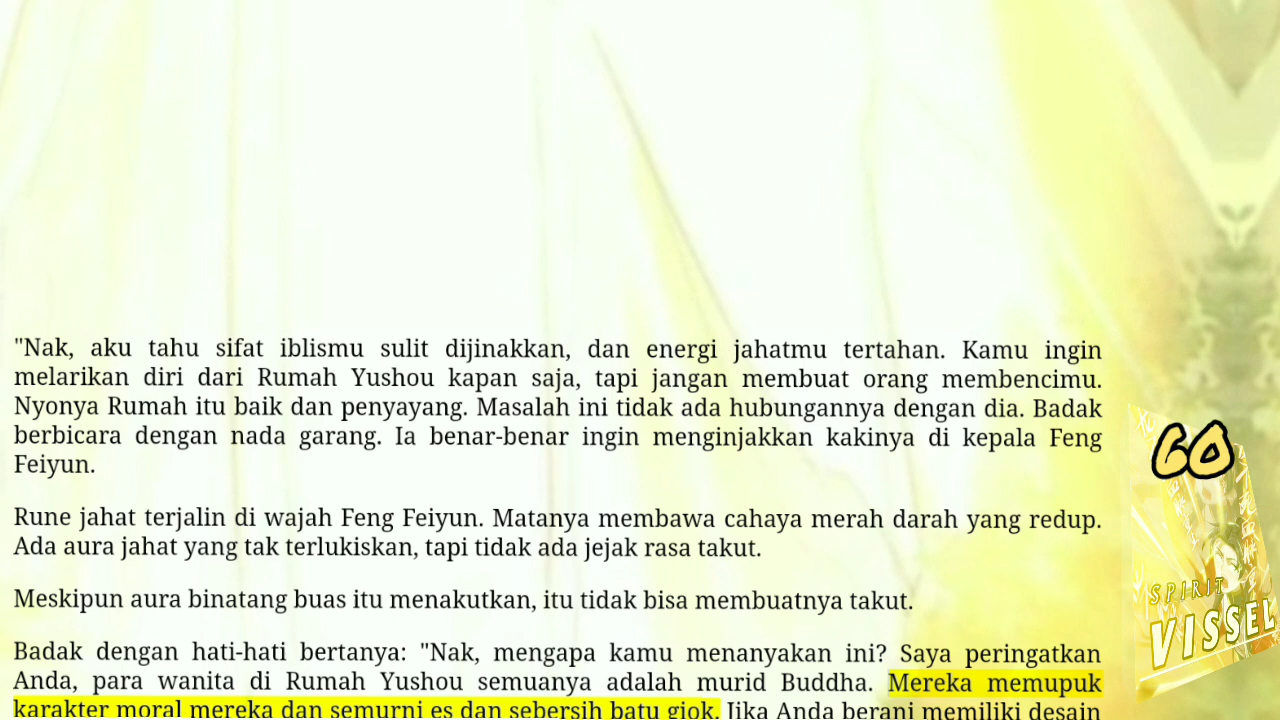 "Nak, aku tahu sifat iblismu sulit dijinakkan, dan energi jahatmu tertahan. Kamu ingin
melarikan diri dari Rumah Yushou kapan saja, tapi jangan membuat orang membencimu.
Nyonya Rumah itu baik dan penyayang. Masalah ini tidak ada hubungannya dengan dia. Badak
berbicara dengan nada garang. Ia benar-benar ingin menginjakkan kakinya di kepala Feng
Feiyun.
Rune jahat terjalin di wajah Feng Feiyun. Matanya membawa cahaya merah darah yang redup.
Ada aura jahat yang tak terlukiskan, tapi tidak ada jejak rasa takut.
Meskipun aura binatang buas itu menakutkan, itu tidak bisa membuatnya takut.
Badak dengan hati-hati bertanya: "Nak, mengapa kamu menanyakan ini? Saya peringatkan
Anda, para wanita di Rumah Yushou semuanya adalah murid Buddha. Mereka memupuk
karakter moral mereka dan semurni es dan sebersih batu giok. Jika Anda berani memiliki desain
60
SPIRIT
VISSEL